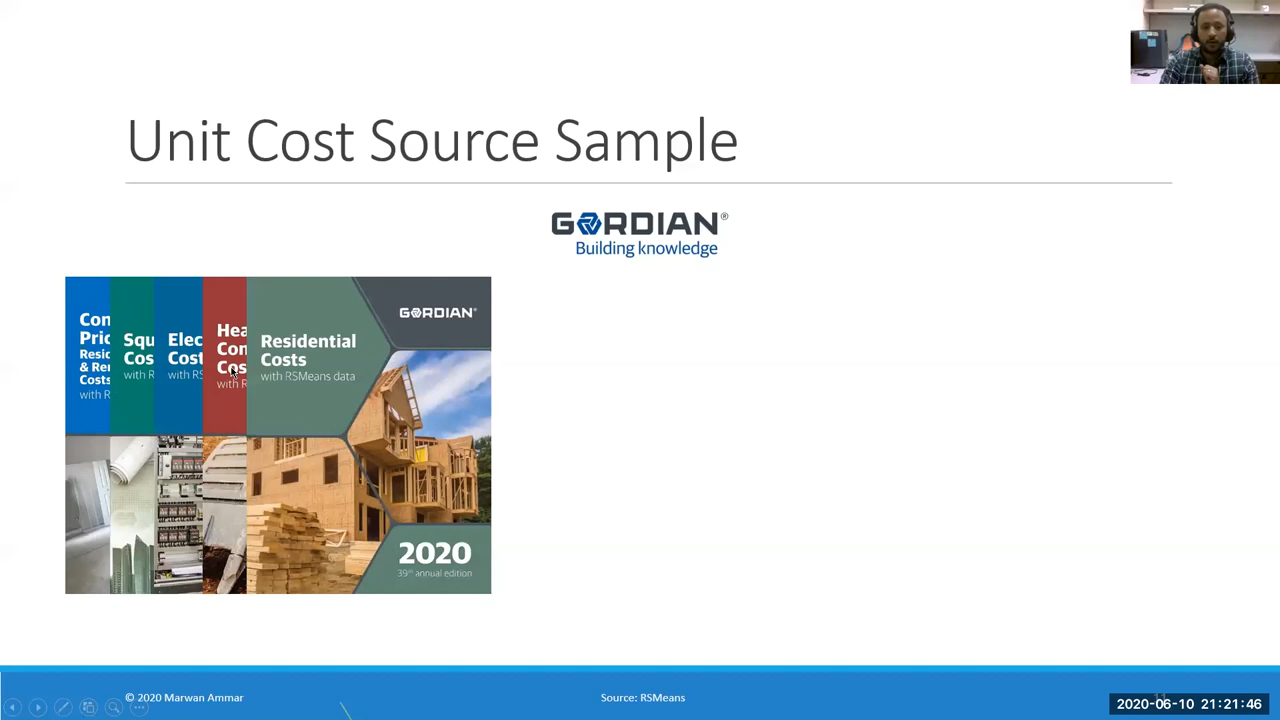 Unit Cost Source Sample
GORDIAN®
Building knowledge
Con
Pric
Resid
& Ren
Costs
with R
Squ
Cos
with R
Elec
Cost
with RS
Hea
Con
Cos
with R
Residential
Costs
with RSMeans data
GORDIAN®
2020
39th annual edition
© 2020 Marwan Ammar
Source: RSMeans
11
2020-06-10 21:21:46